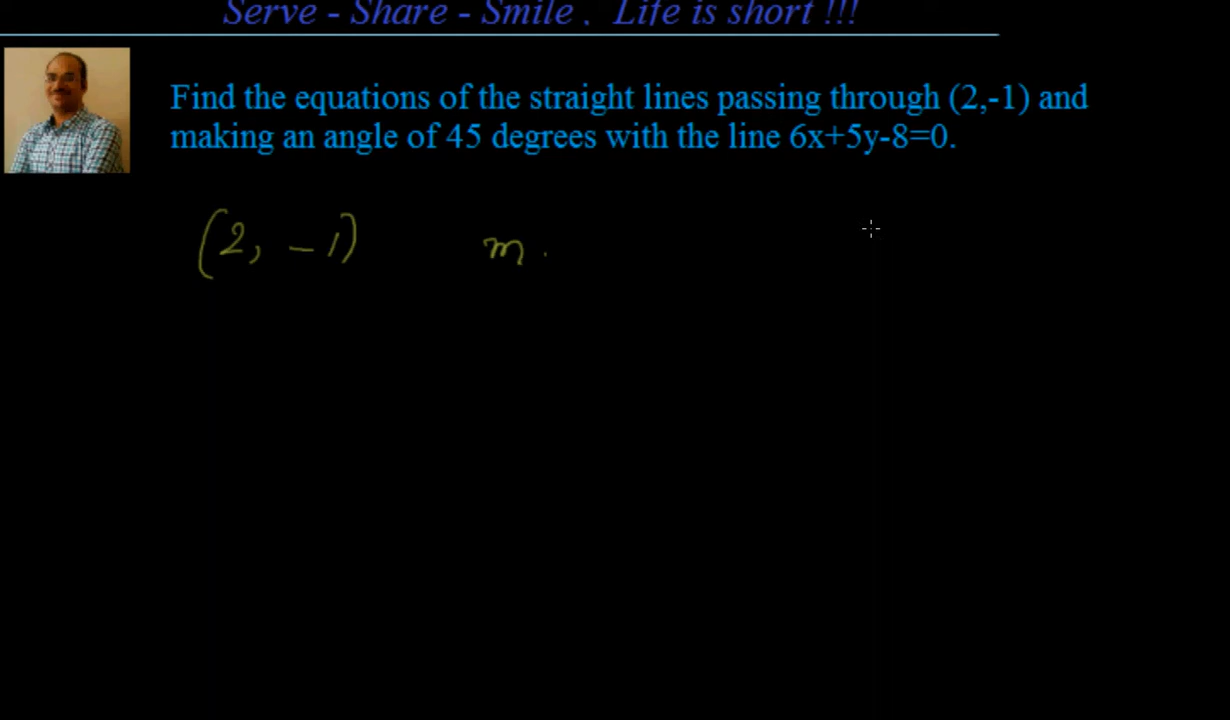 Serve - Share - Smile . Life is short !!!
Find the equations of the straight lines passing through (2,-1) and
making an angle of 45 degrees with the line 6x+5y-8=0.
(2, -1) m .